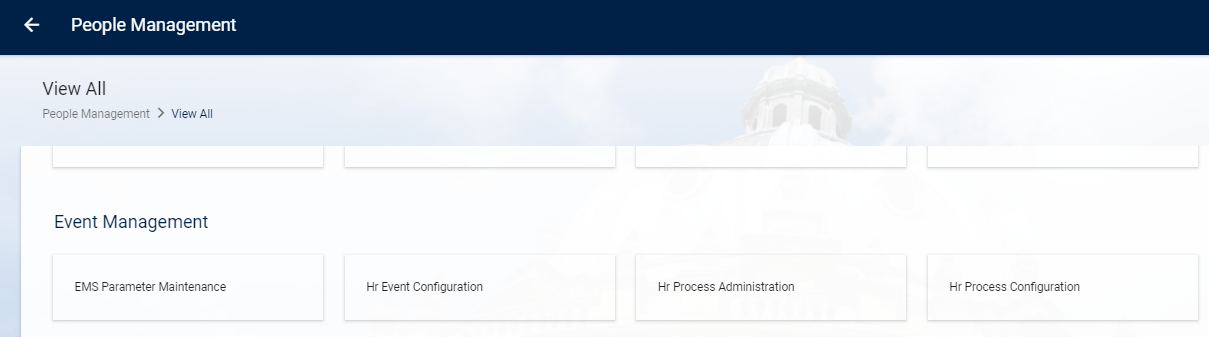 People Management
View All
People Management > View All
Event Management
EMS Parameter Maintenance
Hr Event Configuration
Hr Process Administration
Hr Process Configuration